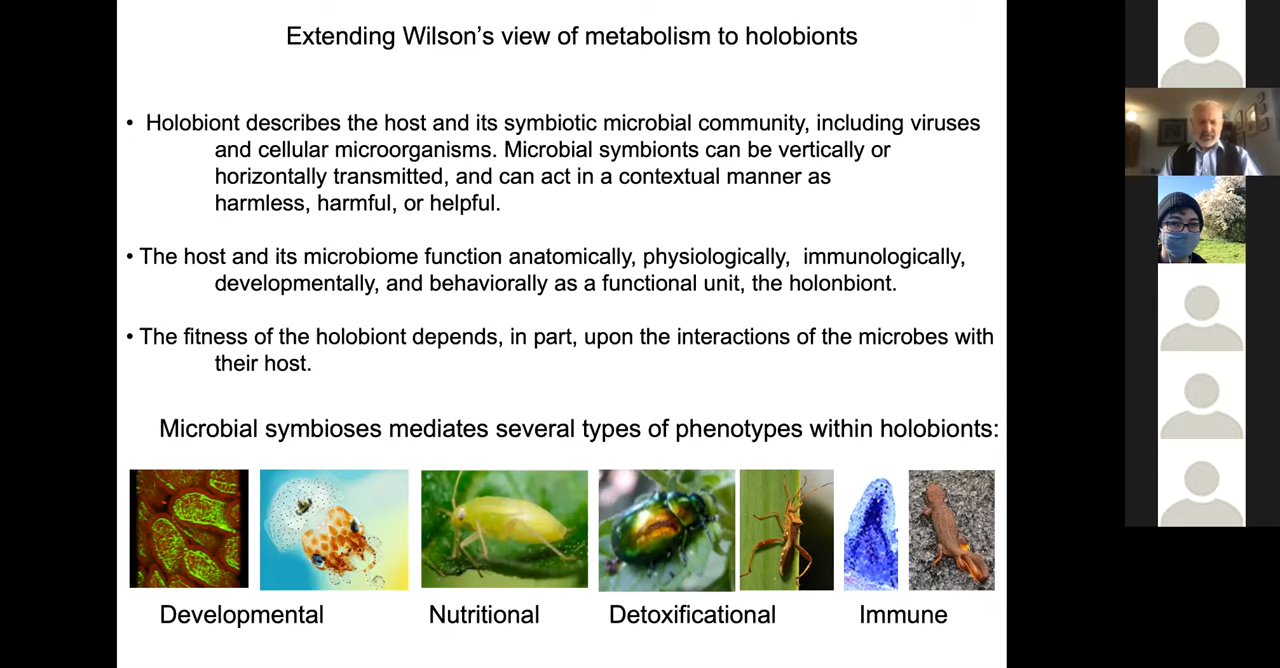 Extending Wilson's view of metabolism to holobionts
• Holobiont describes the host and its symbiotic microbial community, including viruses
and cellular microorganisms. Microbial symbionts can be vertically or
horizontally transmitted, and can act in a contextual manner as
harmless, harmful, or helpful.
• The host and its microbiome function anatomically, physiologically, immunologically,
developmentally, and behaviorally as a functional unit, the holonbiont.
• The fitness of the holobiont depends, in part, upon the interactions of the microbes with
their host.
Microbial symbioses mediates several types of phenotypes within holobionts:
Developmental Nutritional Detoxificational Immune